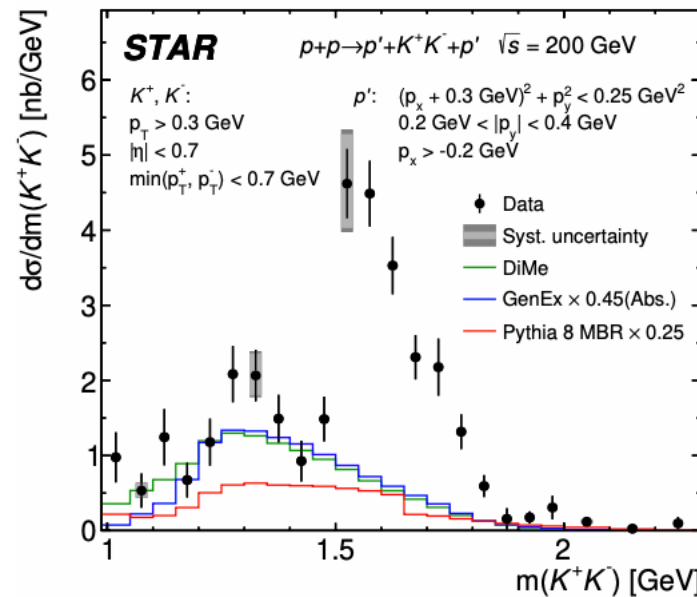 STAR
p+p→p'+K⁺K⁻+p' √s = 200 GeV
K⁺, K⁻:
p_T > 0.3 GeV
|η| < 0.7
min(p_T⁺, p_T⁻) < 0.7 GeV
p': (p_x + 0.3 GeV)² + p_y² < 0.25 GeV²
0.2 GeV < |p_y| < 0.4 GeV
p_x > -0.2 GeV
Data
Syst. uncertainty
DiMe
GenEx × 0.45(Abs.)
Pythia 8 MBR × 0.25
dσ/dm(K⁺K⁻) [nb/GeV]
6
5
4
3
2
1
0
1 1.5 2
m(K⁺K⁻) [GeV]